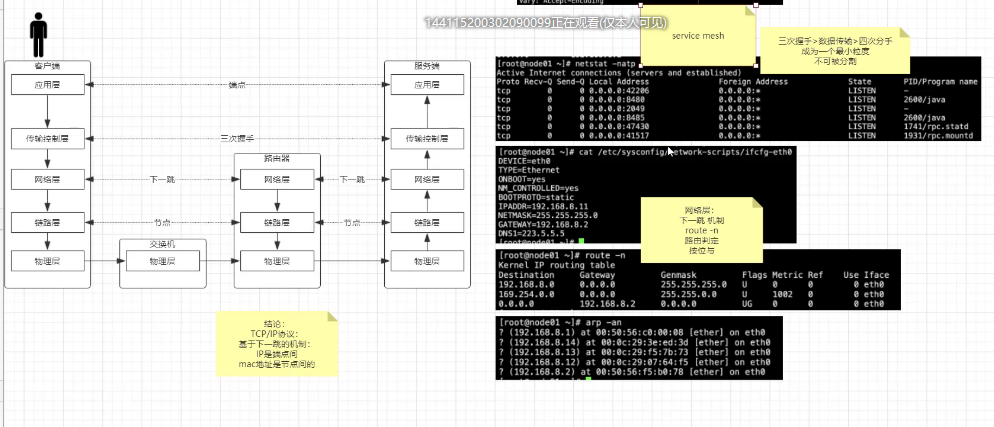 Vary: Accept-Encoding
144115200302090099正在观看(仅本人可见)
service mesh
三次握手>数据传输>四次分手
成为一个最小粒度
不可被分割
客户端
应用层
传输控制层
网络层
链路层
物理层
交换机
物理层
路由器
网络层
链路层
物理层
服务端
应用层
传输控制层
网络层
链路层
物理层
端点
三次握手
下一跳
下一跳
节点
节点
结论:
TCP/IP协议:
基于下一跳的机制:
IP是端点间
mac地址是节点间的
[root@node01 ~]# netstat -natp
Active Internet connections (servers and established)
Proto Recv-Q Send-Q Local Address Foreign Address State PID/Program name
tcp 0 0 0.0.0.0:42206 0.0.0.0:* LISTEN -
tcp 0 0 0.0.0.0:8480 0.0.0.0:* LISTEN 2600/java
tcp 0 0 0.0.0.0:2049 0.0.0.0:* LISTEN -
tcp 0 0 0.0.0.0:8485 0.0.0.0:* LISTEN 2600/java
tcp 0 0 0.0.0.0:47430 0.0.0.0:* LISTEN 1741/rpc.statd
tcp 0 0 0.0.0.0:41517 0.0.0.0:* LISTEN 1931/rpc.mountd
[root@node01 ~]# cat /etc/sysconfig/network-scripts/ifcfg-eth0
DEVICE=eth0
TYPE=Ethernet
ONBOOT=yes
NM_CONTROLLED=yes
BOOTPROTO=static
IPADDR=192.168.8.11
NETMASK=255.255.255.0
GATEWAY=192.168.8.2
DNS1=223.5.5.5
[root@node01 ~]#
网络层:
下一跳 机制
route -n
路由判定
按位与
[root@node01 ~]# route -n
Kernel IP routing table
Destination Gateway Genmask Flags Metric Ref Use Iface
192.168.8.0 0.0.0.0 255.255.255.0 U 0 0 0 eth0
169.254.0.0 0.0.0.0 255.255.0.0 U 1002 0 0 eth0
0.0.0.0 192.168.8.2 0.0.0.0 UG 0 0 0 eth0
[root@node01 ~]# arp -an
? (192.168.8.1) at 00:50:56:c0:00:08 [ether] on eth0
? (192.168.8.14) at 00:0c:29:3e:ed:3d [ether] on eth0
? (192.168.8.13) at 00:0c:29:f5:7b:73 [ether] on eth0
? (192.168.8.12) at 00:0c:29:07:64:f5 [ether] on eth0
? (192.168.8.2) at 00:50:56:f5:b0:78 [ether] on eth0